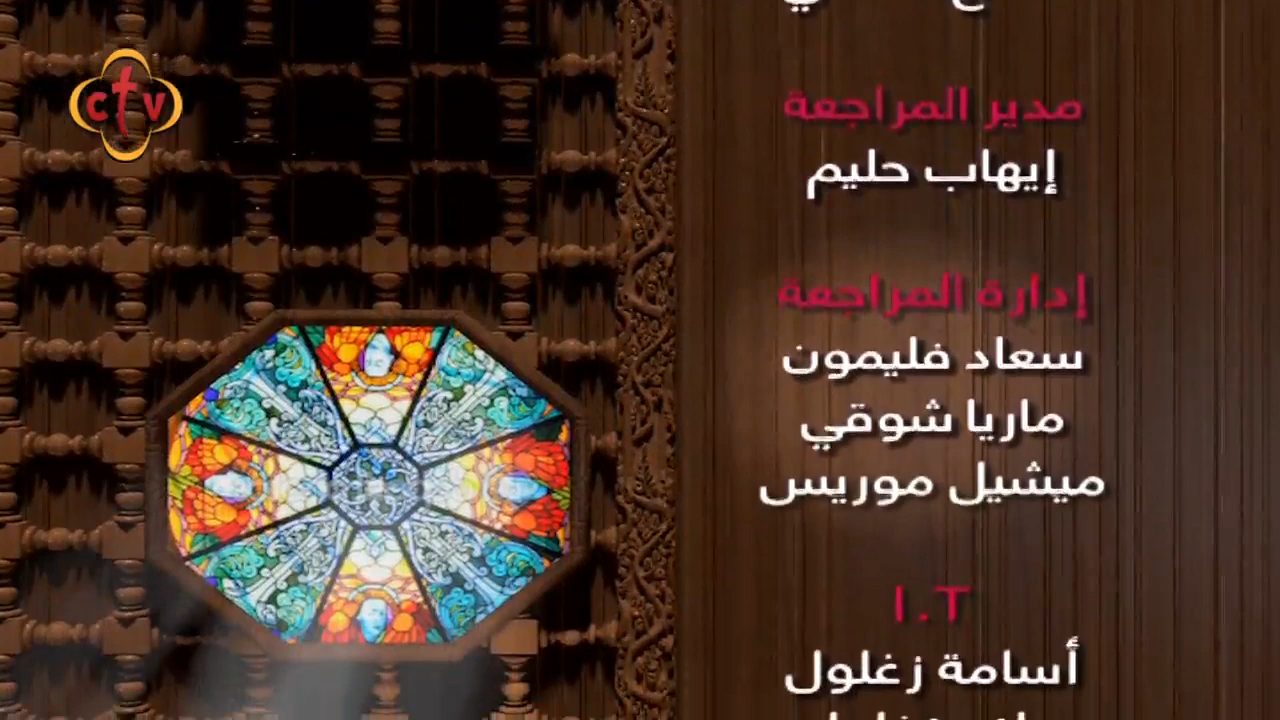 ctv
مدير المراجعة
إيهاب حليم
إدارة المراجعة
سعاد فليمون
ماريا شوقي
ميشيل موريس
I.T
أسامة زغلول